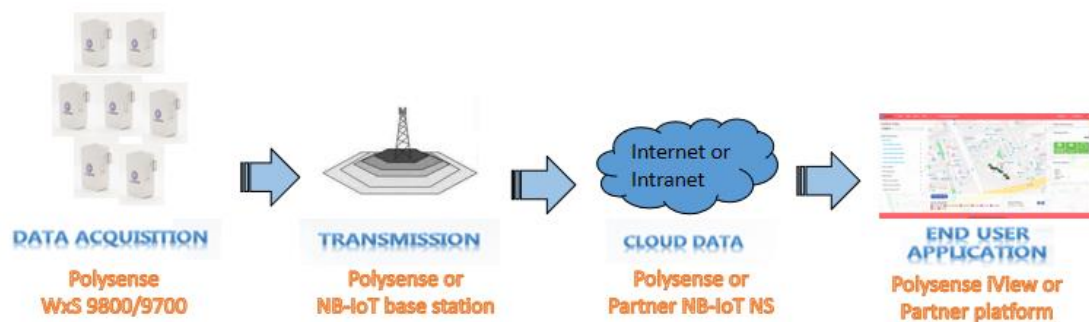 Internet or
Intranet
DATA ACQUISITION
Polysense
WxS 9800/9700
TRANSMISSION
Polysense or
NB-IoT base station
CLOUD DATA
Polysense or
Partner NB-IoT NS
END USER
APPLICATION
Polysense iView or
Partner platform